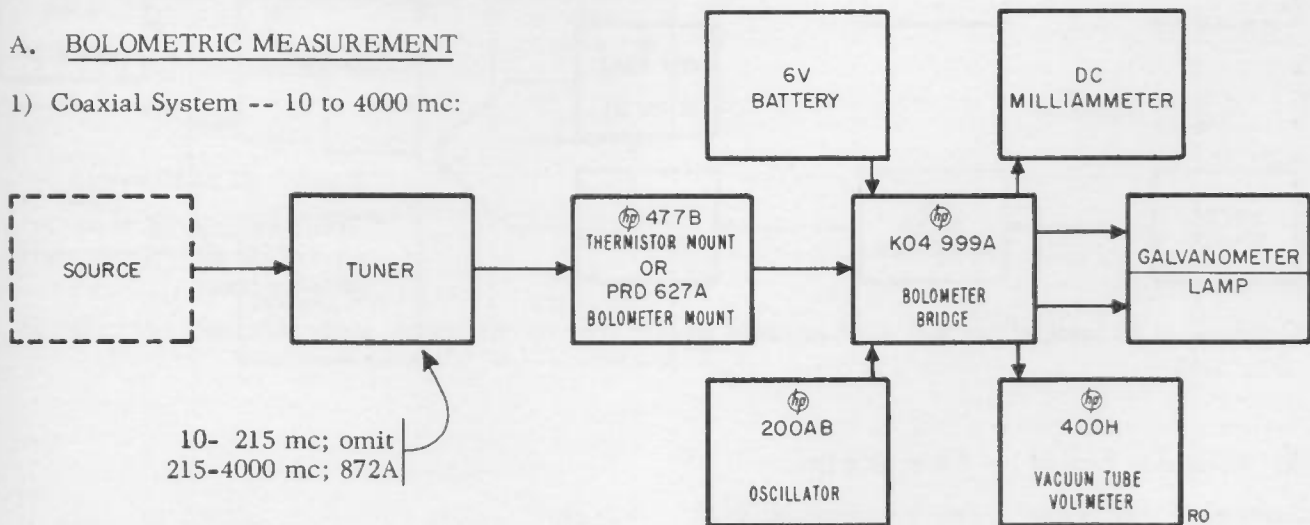 A. BOLOMETRIC MEASUREMENT
1) Coaxial System -- 10 to 4000 mc:
6V
BATTERY
DC
MILLIAMMETER
SOURCE
TUNER
hp 477B
THERMISTOR MOUNT
OR
PRD 627A
BOLOMETER MOUNT
hp
K04 999A
BOLOMETER
BRIDGE
GALVANOMETER
LAMP
10- 215 mc; omit
215-4000 mc; 872A
hp
200AB
OSCILLATOR
hp
400H
VACUUM TUBE
VOLTMETER
RO